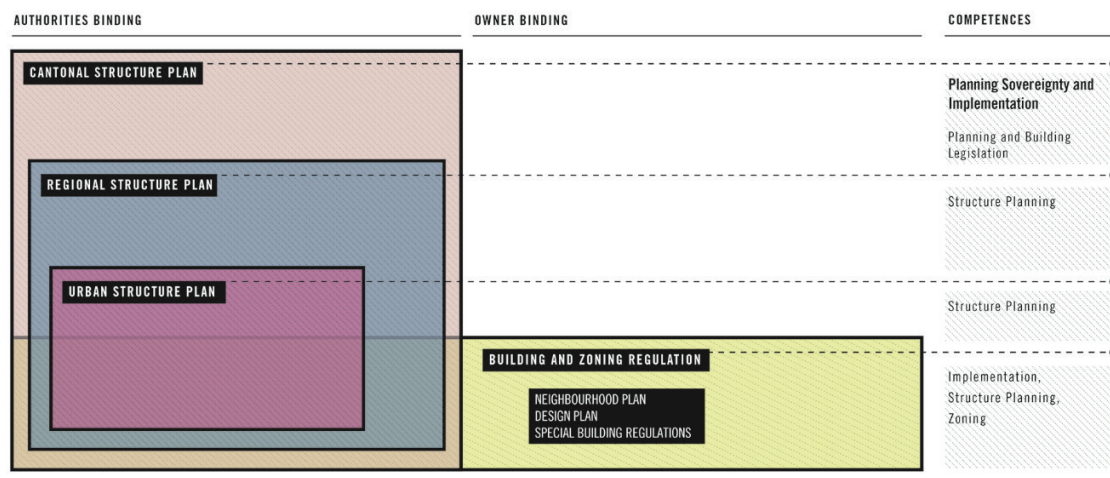 AUTHORITIES BINDING
OWNER BINDING
COMPETENCES
CANTONAL STRUCTURE PLAN
Planning Sovereignty and
Implementation
Planning and Building
Legislation
REGIONAL STRUCTURE PLAN
Structure Planning
URBAN STRUCTURE PLAN
Structure Planning
BUILDING AND ZONING REGULATION
NEIGHBOURHOOD PLAN
DESIGN PLAN
SPECIAL BUILDING REGULATIONS
Implementation,
Structure Planning,
Zoning